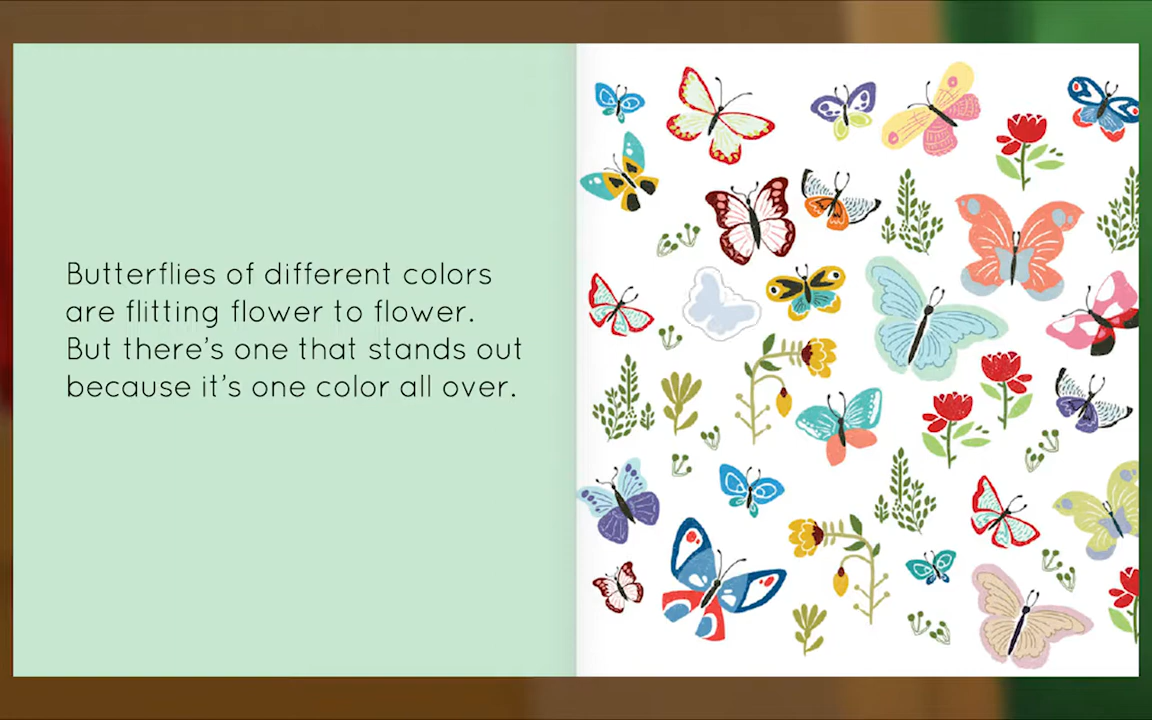 Butterflies of different colors
are flitting flower to flower.
But there's one that stands out
because it's one color all over.